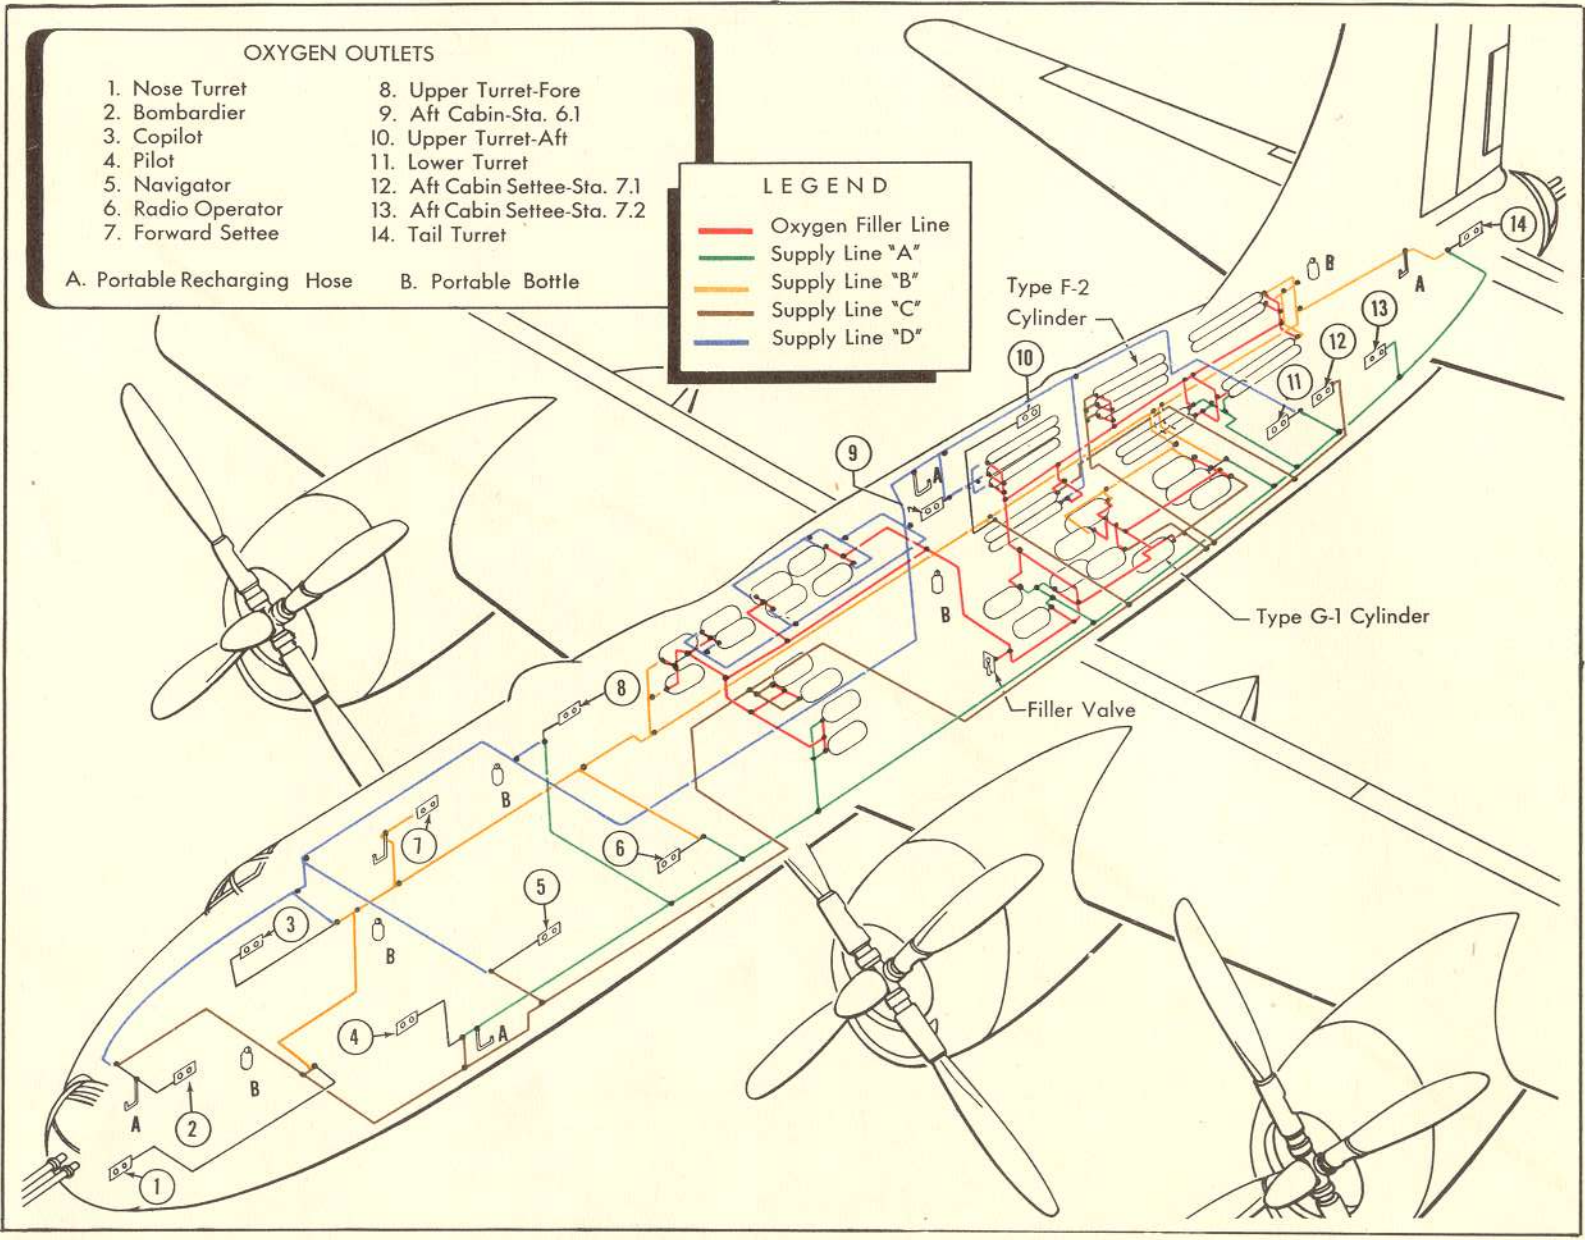 OXYGEN OUTLETS
1. Nose Turret
2. Bombardier
3. Copilot
4. Pilot
5. Navigator
6. Radio Operator
7. Forward Settee
8. Upper Turret-Fore
9. Aft Cabin-Sta. 6.1
10. Upper Turret-Aft
11. Lower Turret
12. Aft Cabin Settee-Sta. 7.1
13. Aft Cabin Settee-Sta. 7.2
14. Tail Turret
A. Portable Recharging Hose
B. Portable Bottle
LEGEND
Oxygen Filler Line
Supply Line "A"
Supply Line "B"
Supply Line "C"
Supply Line "D"
14
B
A
Type F-2
Cylinder
13
12
11
10
9
A
B
Type G-1 Cylinder
Filler Valve
8
B
7
6
5
3
B
4
A
B
A
2
1